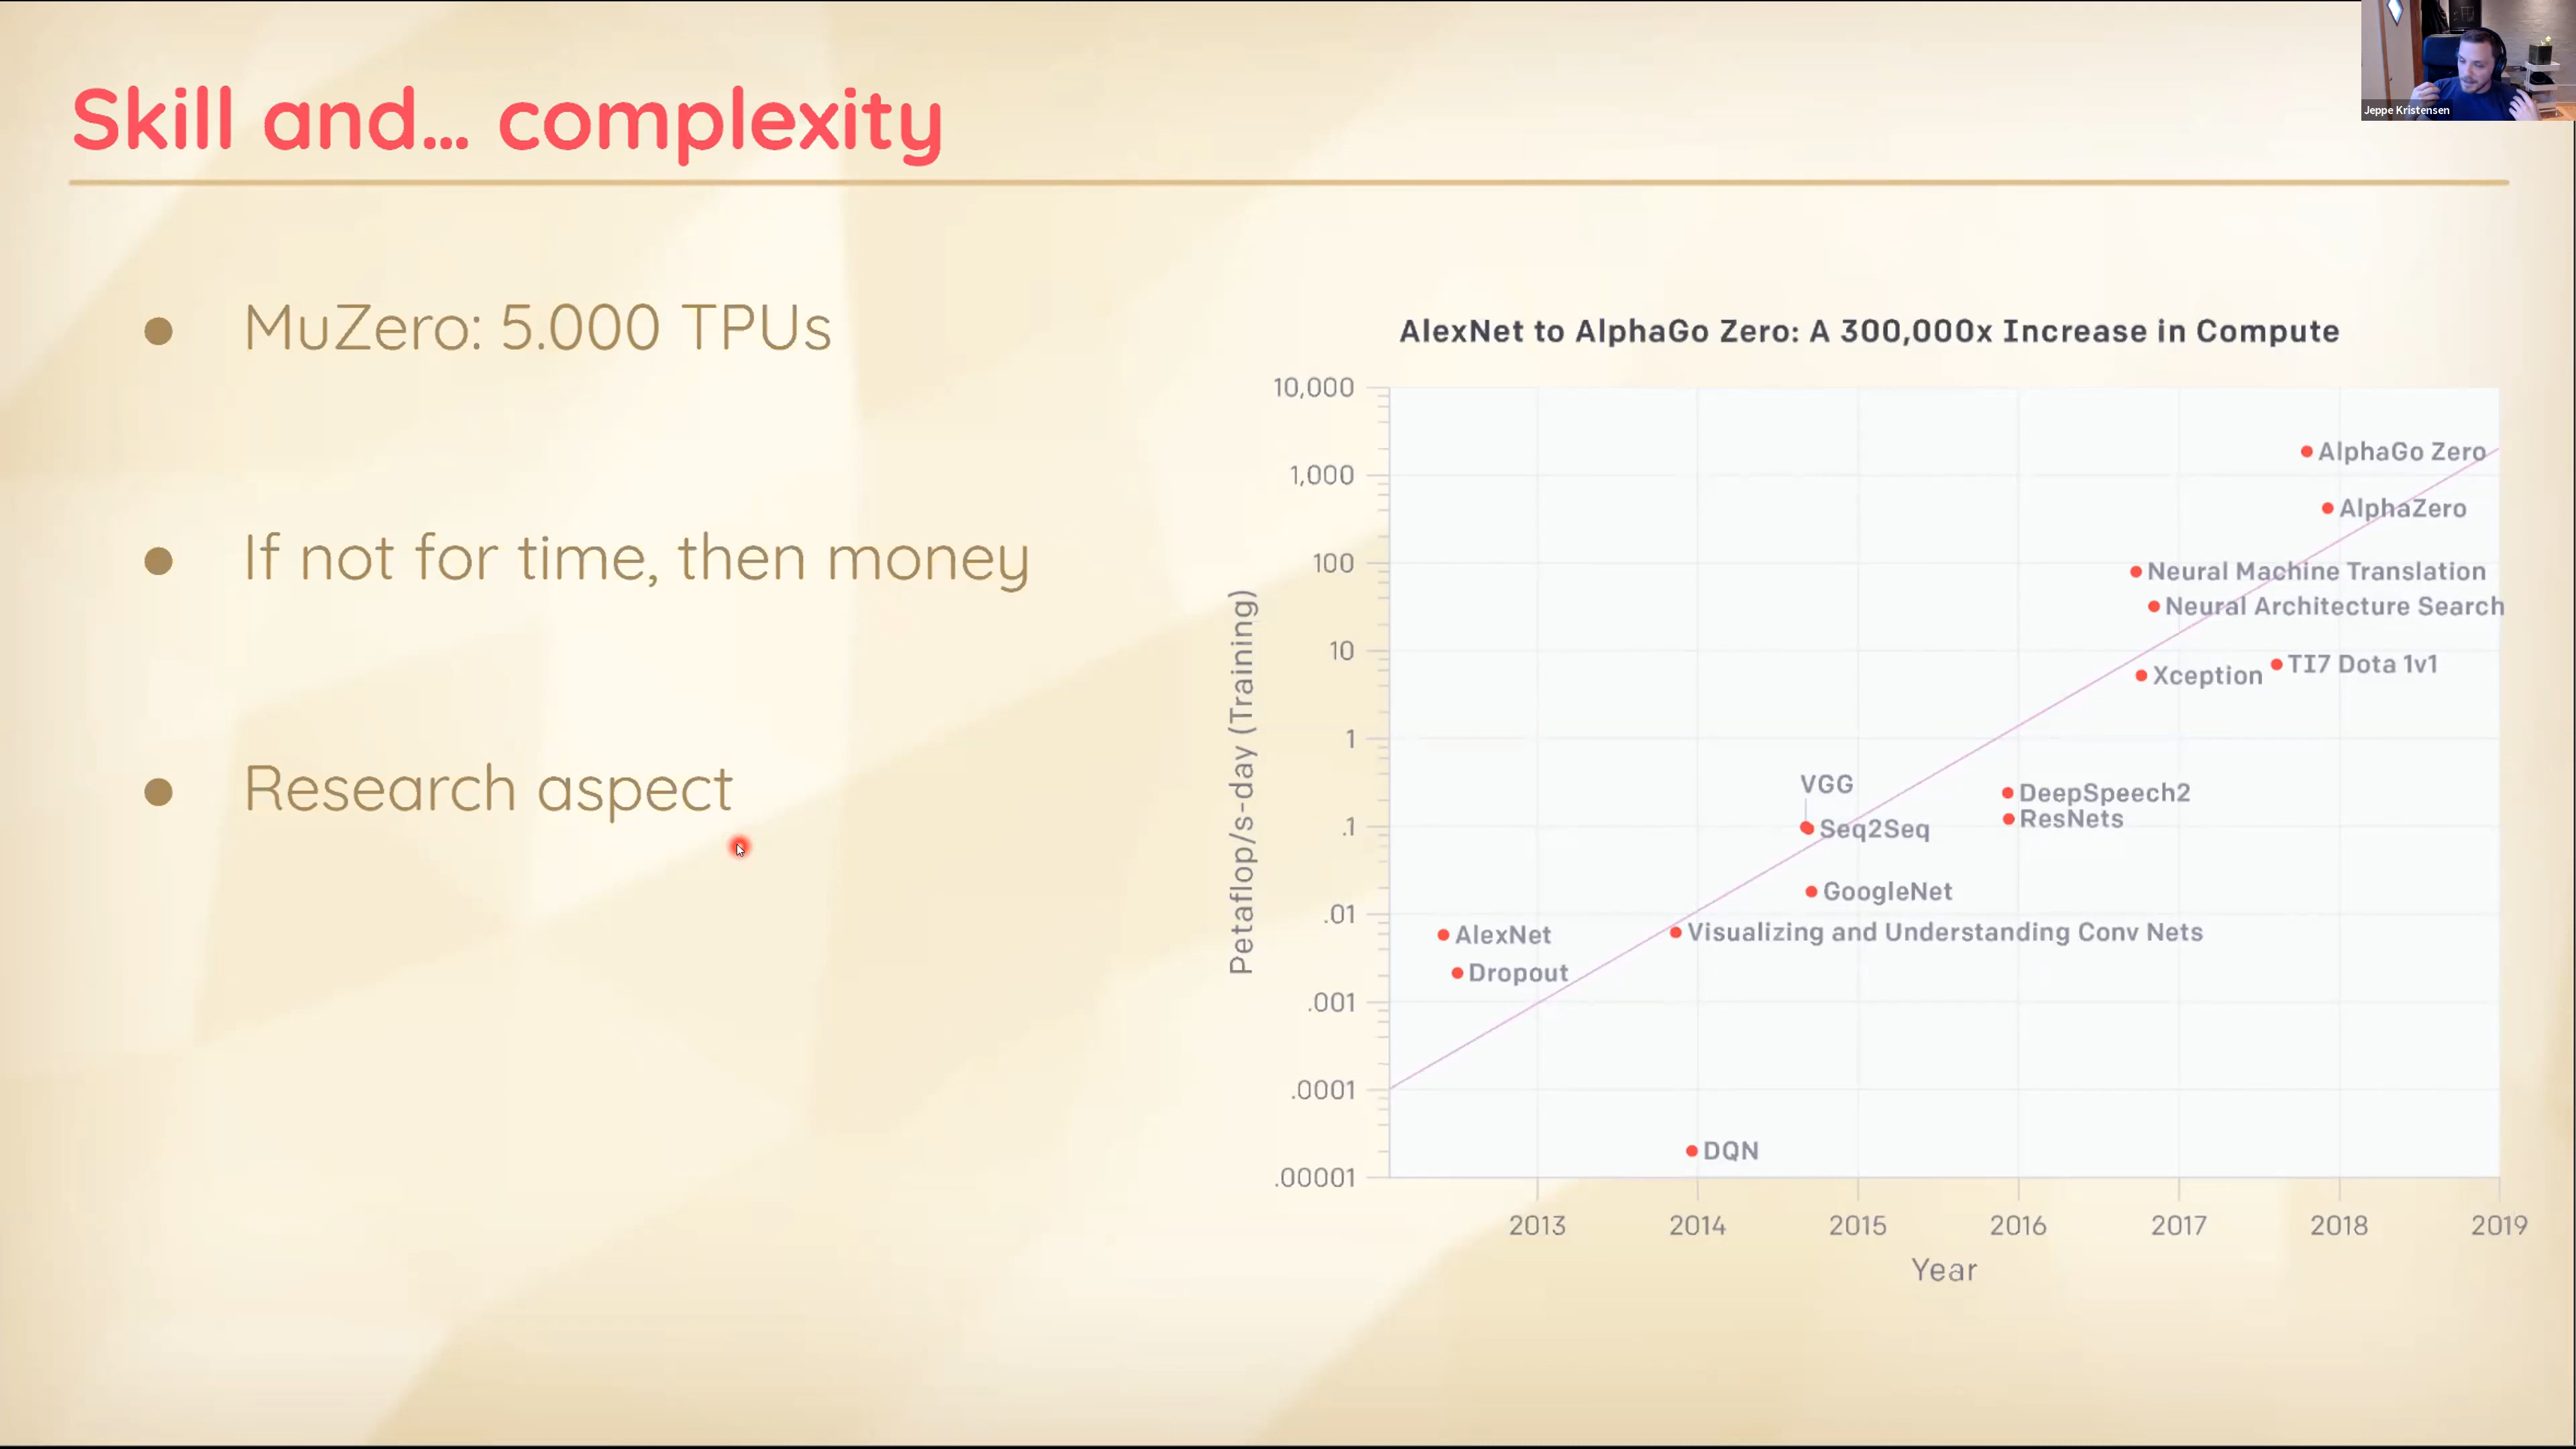 Skill and... complexity
Jeppe Kristensen
● MuZero: 5.000 TPUs
● If not for time, then money
● Research aspect
AlexNet to AlphaGo Zero: A 300,000x Increase in Compute
Petaflop/s-day (Training)
10,000
1,000
100
10
1
.1
.01
.001
.0001
.00001
AlphaGo Zero
AlphaZero
Neural Machine Translation
Neural Architecture Search
TI7 Dota 1v1
Xception
VGG
DeepSpeech2
ResNets
Seq2Seq
GoogleNet
Visualizing and Understanding Conv Nets
AlexNet
Dropout
DQN
2013 2014 2015 2016 2017 2018 2019
Year